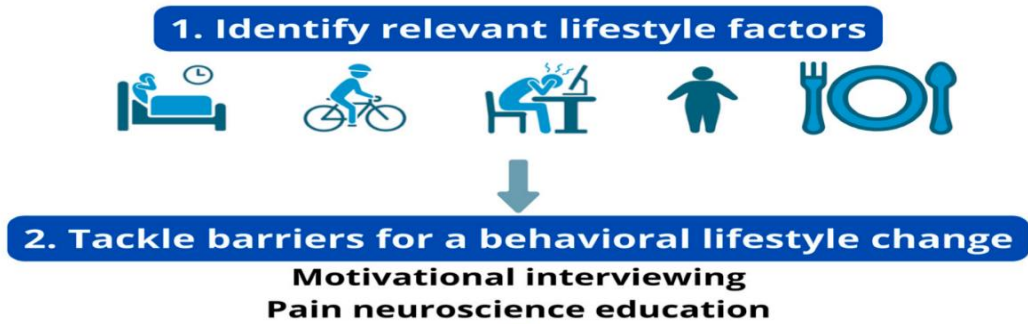 1. Identify relevant lifestyle factors
2. Tackle barriers for a behavioral lifestyle change
Motivational interviewing
Pain neuroscience education